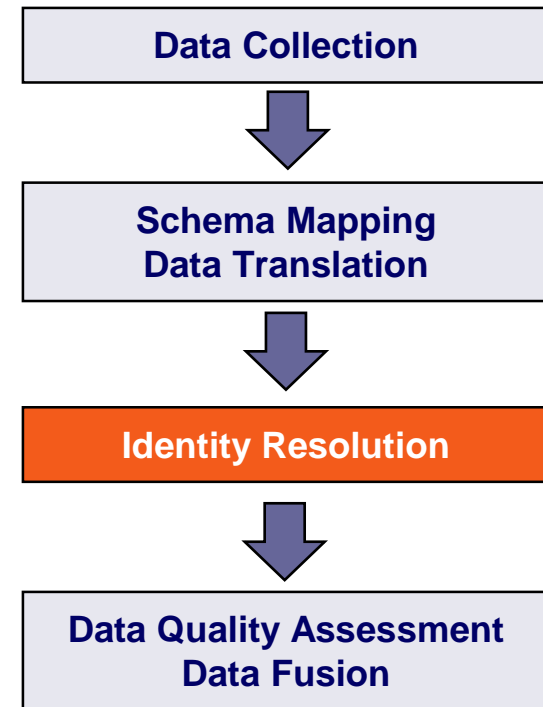 Data Collection
Schema Mapping
Data Translation
Identity Resolution
Data Quality Assessment
Data Fusion